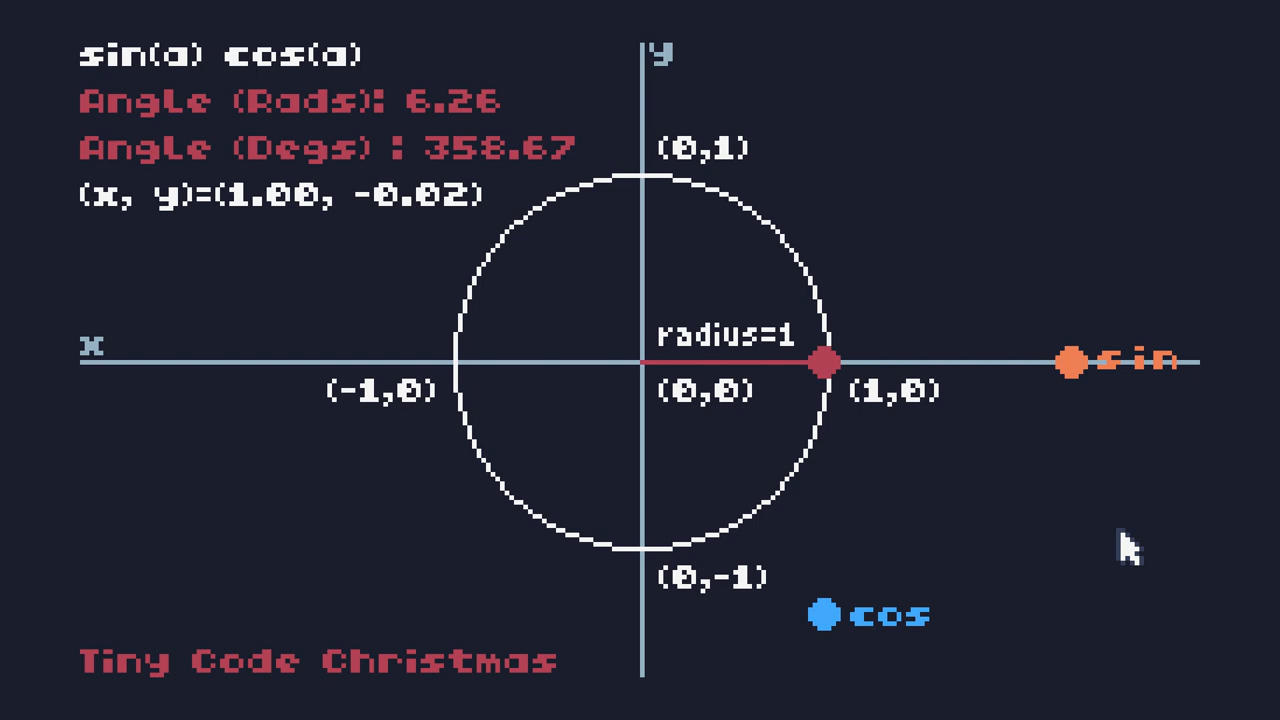 sin(a) cos(a)
y
Angle (Rads): 6.26
Angle (Degs) : 358.67
(0,1)
(x, y)=(1.00, -0.02)
radius=1
x
sin
(-1,0)
(0,0)
(1,0)
(0,-1)
cos
Tiny Code Christmas